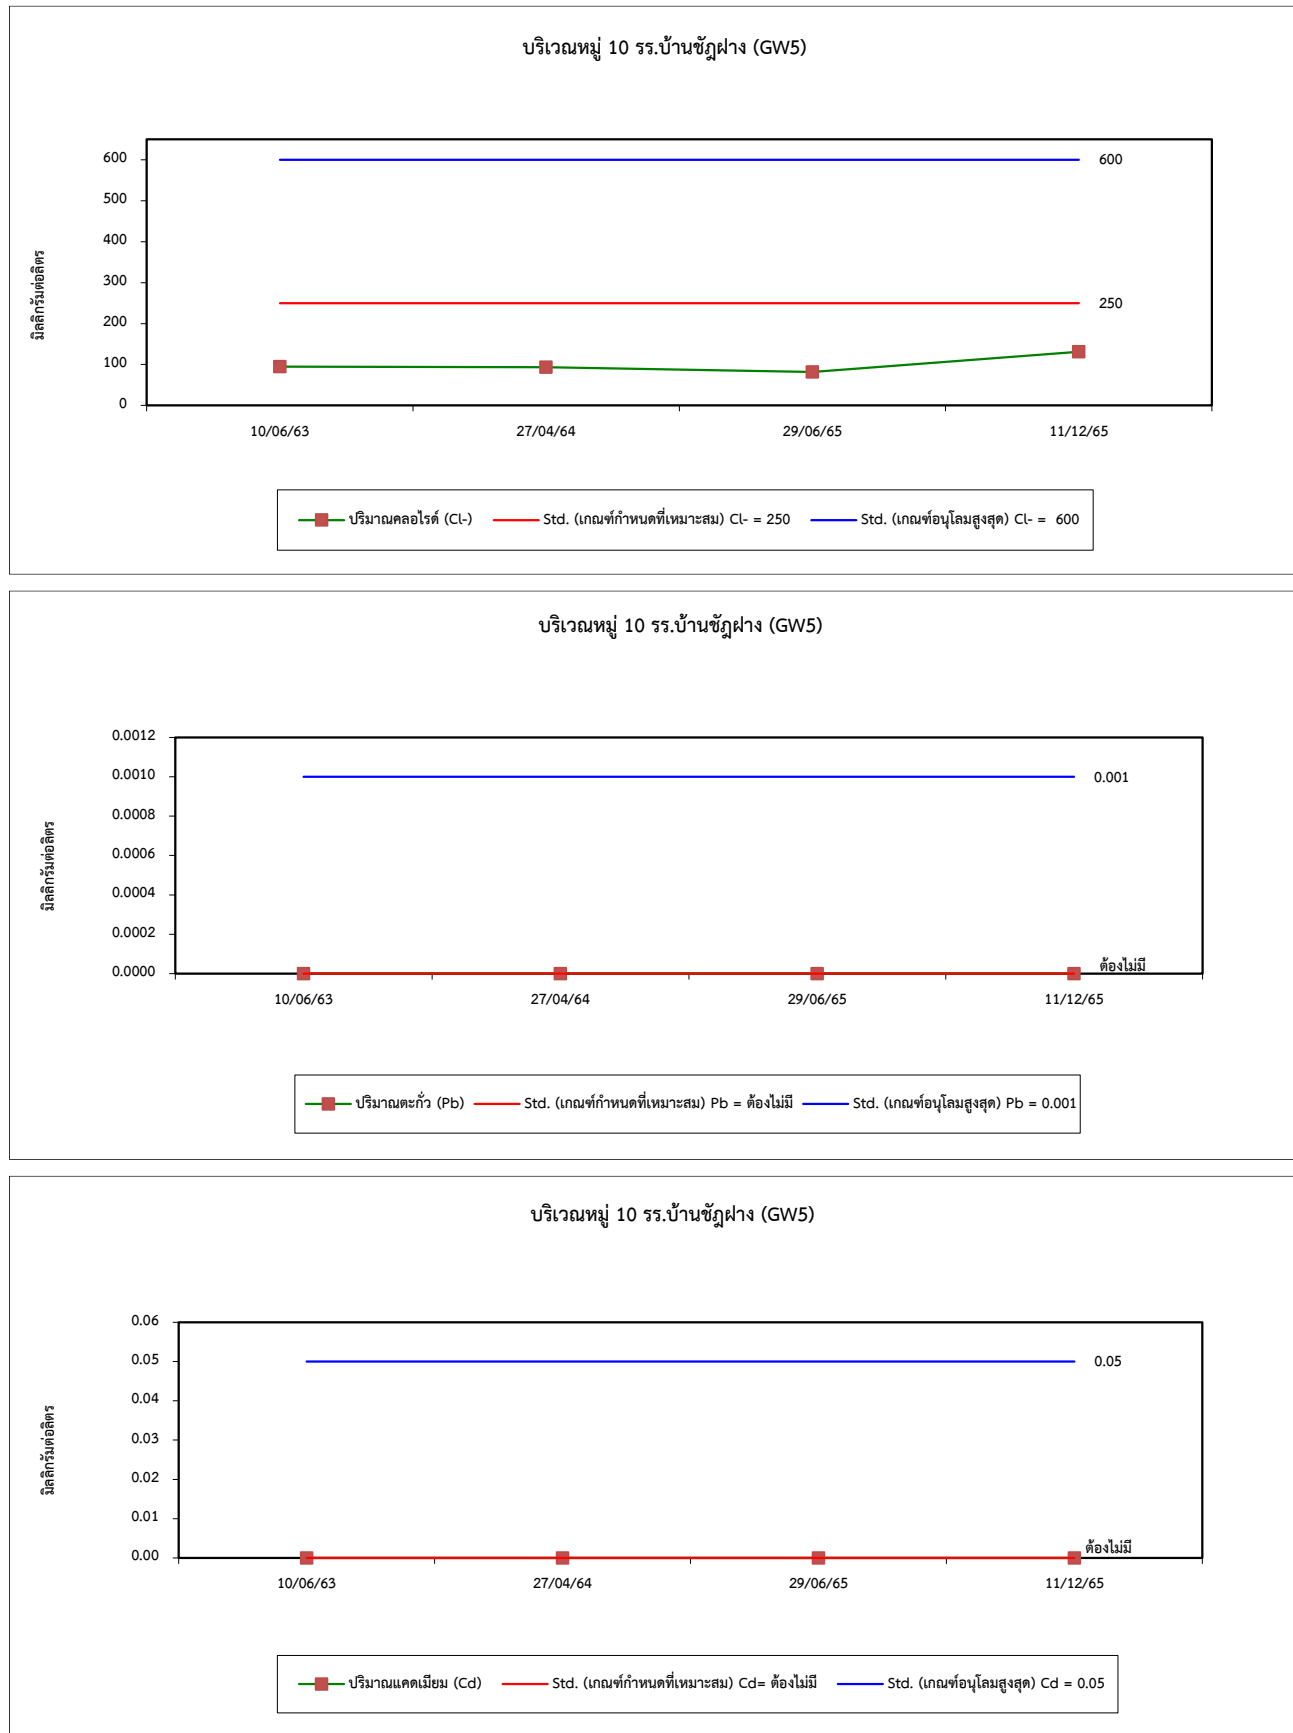 บริเวณหมู่ 10 รร.บ้านชัฎฝาง (GW5)
มิลลิกรัมต่อลิตร
600
500
400
300
200
100
0
600
250
10/06/63 27/04/64 29/06/65 11/12/65
ปริมาณคลอไรด์ (Cl-) Std. (เกณฑ์กำหนดที่เหมาะสม) Cl- = 250 Std. (เกณฑ์อนุโลมสูงสุด) Cl- = 600
บริเวณหมู่ 10 รร.บ้านชัฎฝาง (GW5)
มิลลิกรัมต่อลิตร
0.0012
0.0010
0.0008
0.0006
0.0004
0.0002
0.0000
0.001
ต้องไม่มี
10/06/63 27/04/64 29/06/65 11/12/65
ปริมาณตะกั่ว (Pb) Std. (เกณฑ์กำหนดที่เหมาะสม) Pb = ต้องไม่มี Std. (เกณฑ์อนุโลมสูงสุด) Pb = 0.001
บริเวณหมู่ 10 รร.บ้านชัฎฝาง (GW5)
มิลลิกรัมต่อลิตร
0.06
0.05
0.04
0.03
0.02
0.01
0.00
0.05
ต้องไม่มี
10/06/63 27/04/64 29/06/65 11/12/65
ปริมาณแคดเมียม (Cd) Std. (เกณฑ์กำหนดที่เหมาะสม) Cd= ต้องไม่มี Std. (เกณฑ์อนุโลมสูงสุด) Cd = 0.05